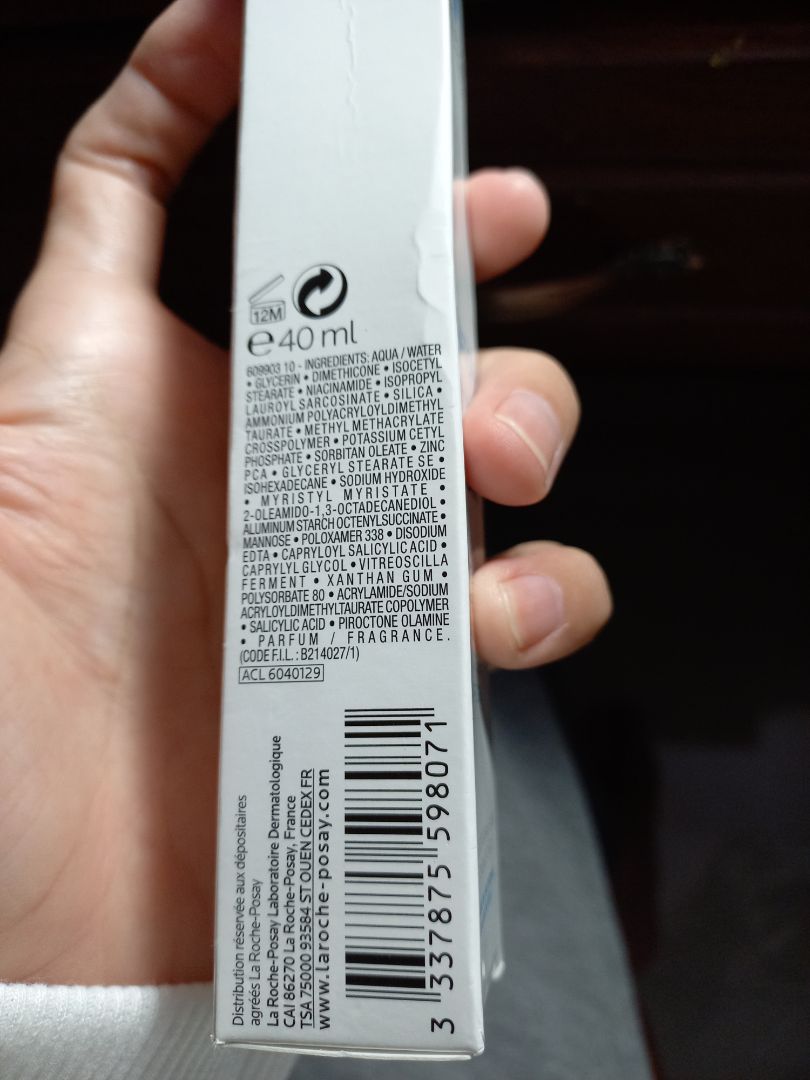 12M
e 40 ml
609903 10 - INGREDIENTS: AQUA / WATER
• GLYCERIN • DIMETHICONE • ISOCETYL
STEARATE • NIACINAMIDE • ISOPROPYL
LAUROYL SARCOSINATE • SILICA •
AMMONIUM POLYACRYLOYLDIMETHYL
TAURATE • METHYL METHACRYLATE
CROSSPOLYMER • POTASSIUM CETYL
PHOSPHATE • SORBITAN OLEATE • ZINC
PCA • GLYCERYL STEARATE SE •
ISOHEXADECANE • SODIUM HYDROXIDE
• MYRISTYL MYRISTATE •
2-OLEAMIDO-1,3-OCTADECANEDIOL •
ALUMINUM STARCH OCTENYLSUCCINATE •
MANNOSE • POLOXAMER 338 • DISODIUM
EDTA • CAPRYLOYL SALICYLIC ACID •
CAPRYLYL GLYCOL • VITREOSCILLA
FERMENT • XANTHAN GUM •
POLYSORBATE 80 • ACRYLAMIDE/SODIUM
ACRYLOYLDIMETHYLTAURATE COPOLYMER
• SALICYLIC ACID • PIROCTONE OLAMINE
• PARFUM / FRAGRANCE.
(CODE F.I.L. : B214027/1)
ACL 6040129
Distribution réservée aux dépositaires
agréés La Roche-Posay
La Roche-Posay Laboratoire Dermatologique
CAI 86270 La Roche-Posay, France
TSA 75000 93584 ST OUEN CEDEX FR
www.laroche-posay.com
3 337875 598071